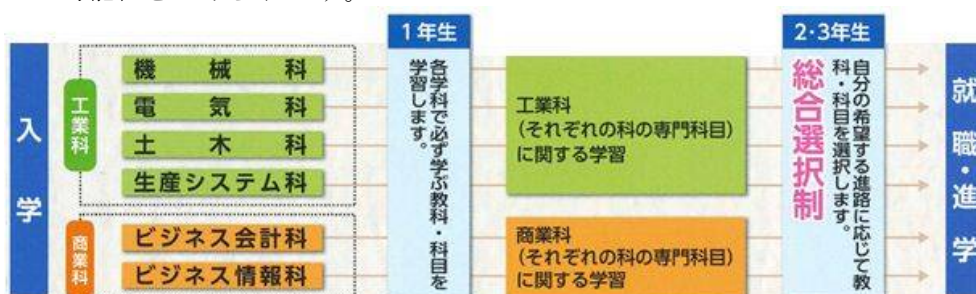 1年生
2・3年生
入学
工業科
機械科
電気科
土木科
生産システム科
商業科
ビジネス会計科
ビジネス情報科
各学科で必ず学ぶ教科・科目を
学習します。
工業科
(それぞれの科の専門科目)
に関する学習
商業科
(それぞれの科の専門科目)
に関する学習
総合選択制
自分の希望する進路に応じて教
科・科目を選択します。
就職・進学